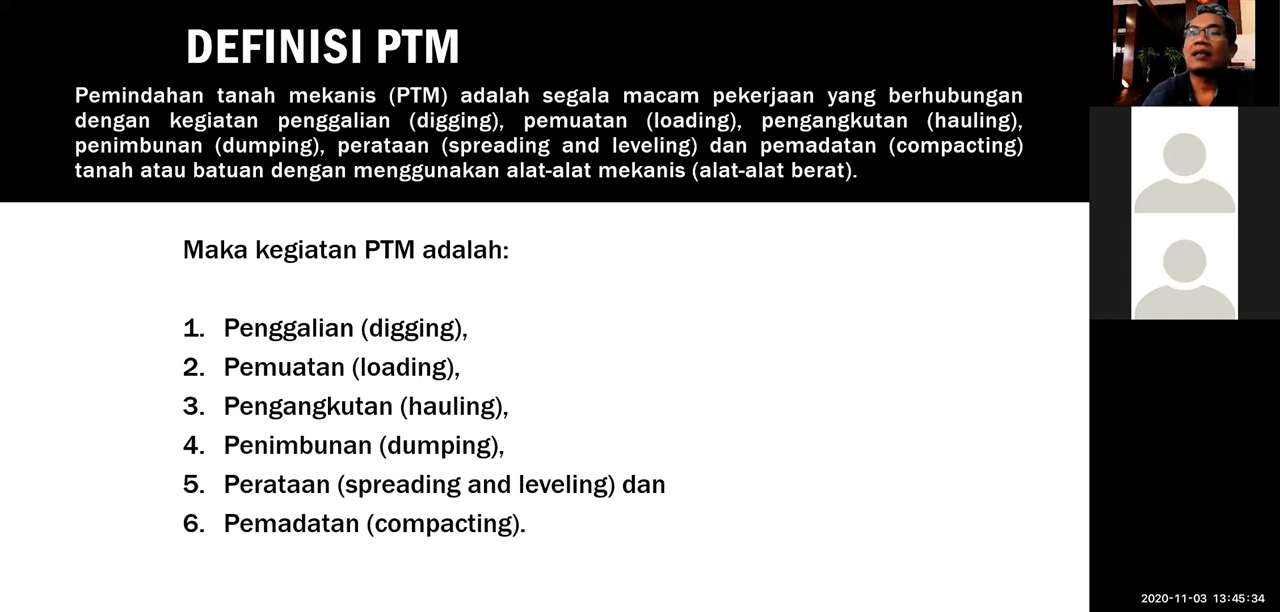 DEFINISI PTM
Pemindahan tanah mekanis (PTM) adalah segala macam pekerjaan yang berhubungan
dengan kegiatan penggalian (digging), pemuatan (loading), pengangkutan (hauling),
penimbunan (dumping), perataan (spreading and leveling) dan pemadatan (compacting)
tanah atau batuan dengan menggunakan alat-alat mekanis (alat-alat berat).
Maka kegiatan PTM adalah:
1. Penggalian (digging),
2. Pemuatan (loading),
3. Pengangkutan (hauling),
4. Penimbunan (dumping),
5. Perataan (spreading and leveling) dan
6. Pemadatan (compacting).
2020-11-03 13:45:34